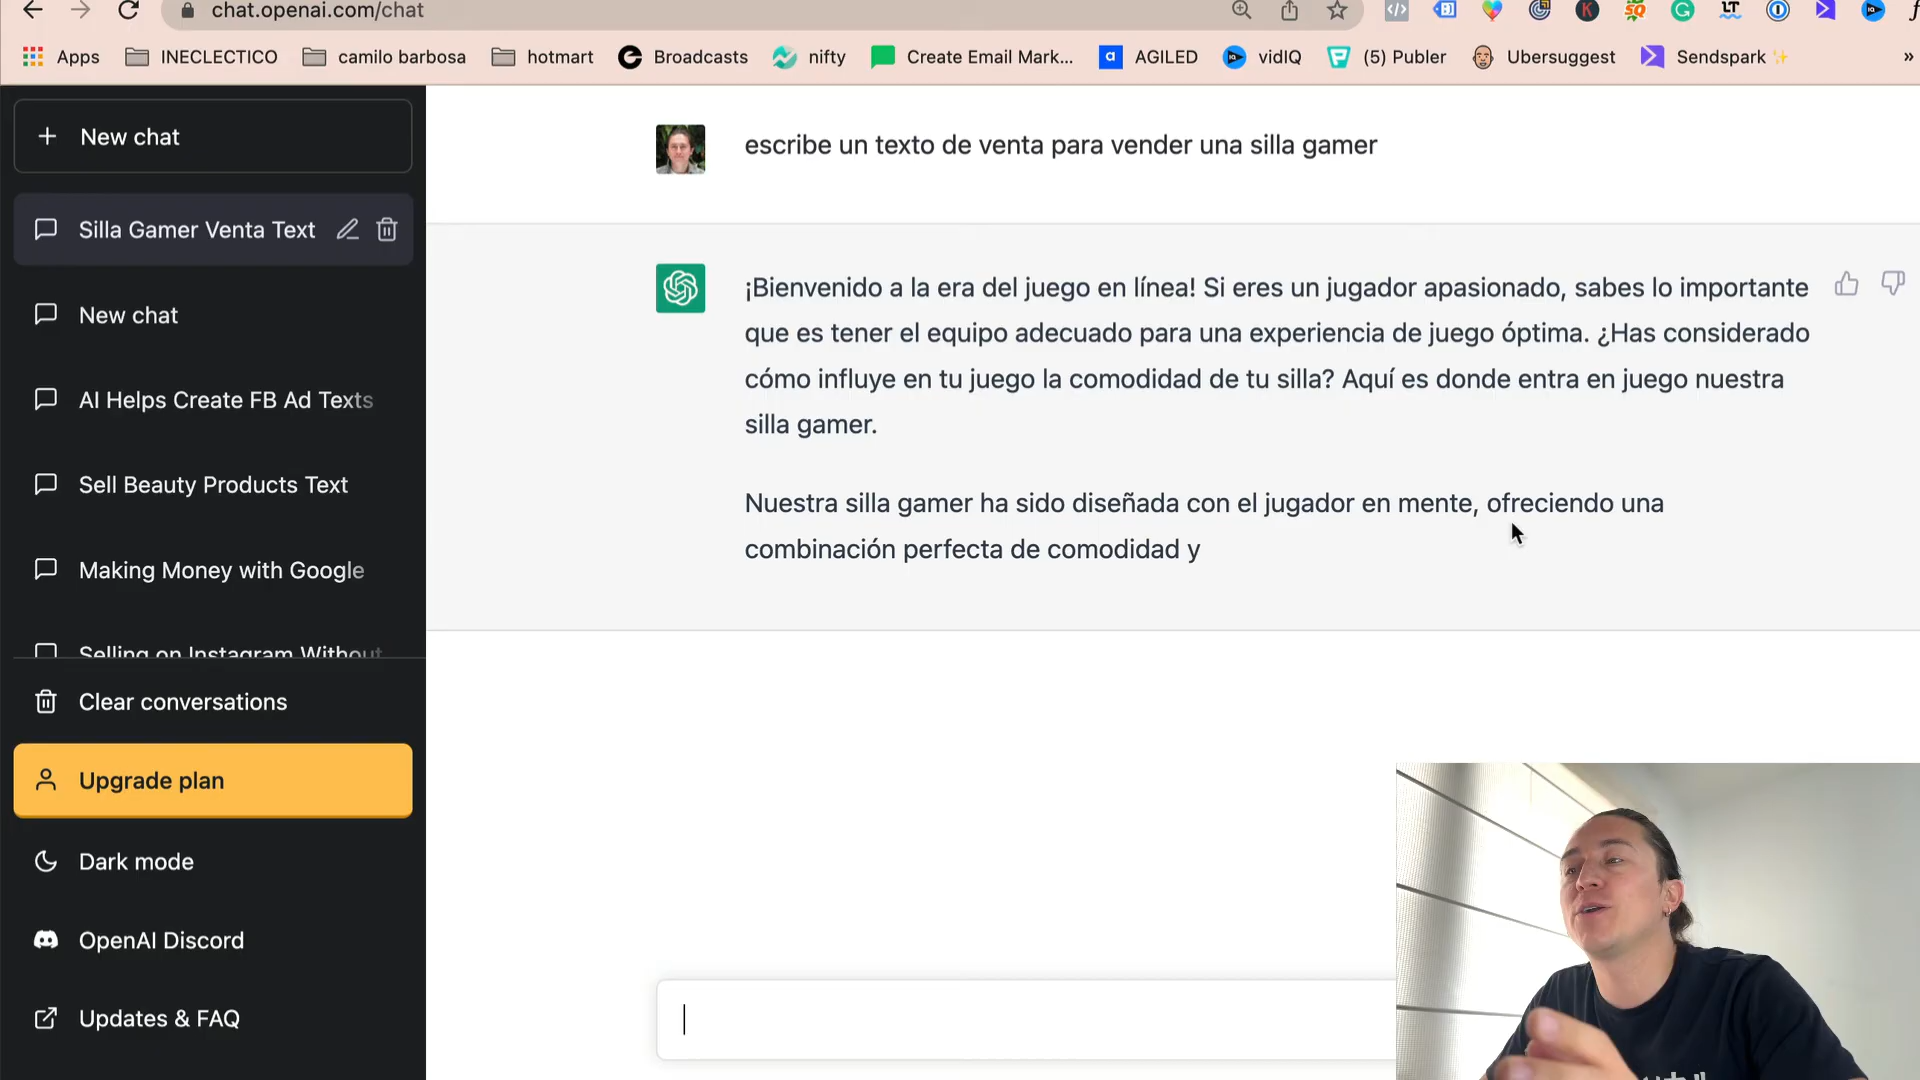 chat.openai.com/chat
Apps
INECLECTICO
camilo barbosa
hotmart
Broadcasts
nifty
Create Email Mark...
AGILED
vidIQ
(5) Publer
Ubersuggest
Sendspark
»
New chat
Silla Gamer Venta Text
New chat
AI Helps Create FB Ad Texts
Sell Beauty Products Text
Making Money with Google
Selling on Instagram Without
Clear conversations
Upgrade plan
Dark mode
OpenAI Discord
Updates & FAQ
escribe un texto de venta para vender una silla gamer
¡Bienvenido a la era del juego en línea! Si eres un jugador apasionado, sabes lo importante
que es tener el equipo adecuado para una experiencia de juego óptima. ¿Has considerado
cómo influye en tu juego la comodidad de tu silla? Aquí es donde entra en juego nuestra
silla gamer.
Nuestra silla gamer ha sido diseñada con el jugador en mente, ofreciendo una
combinación perfecta de comodidad y